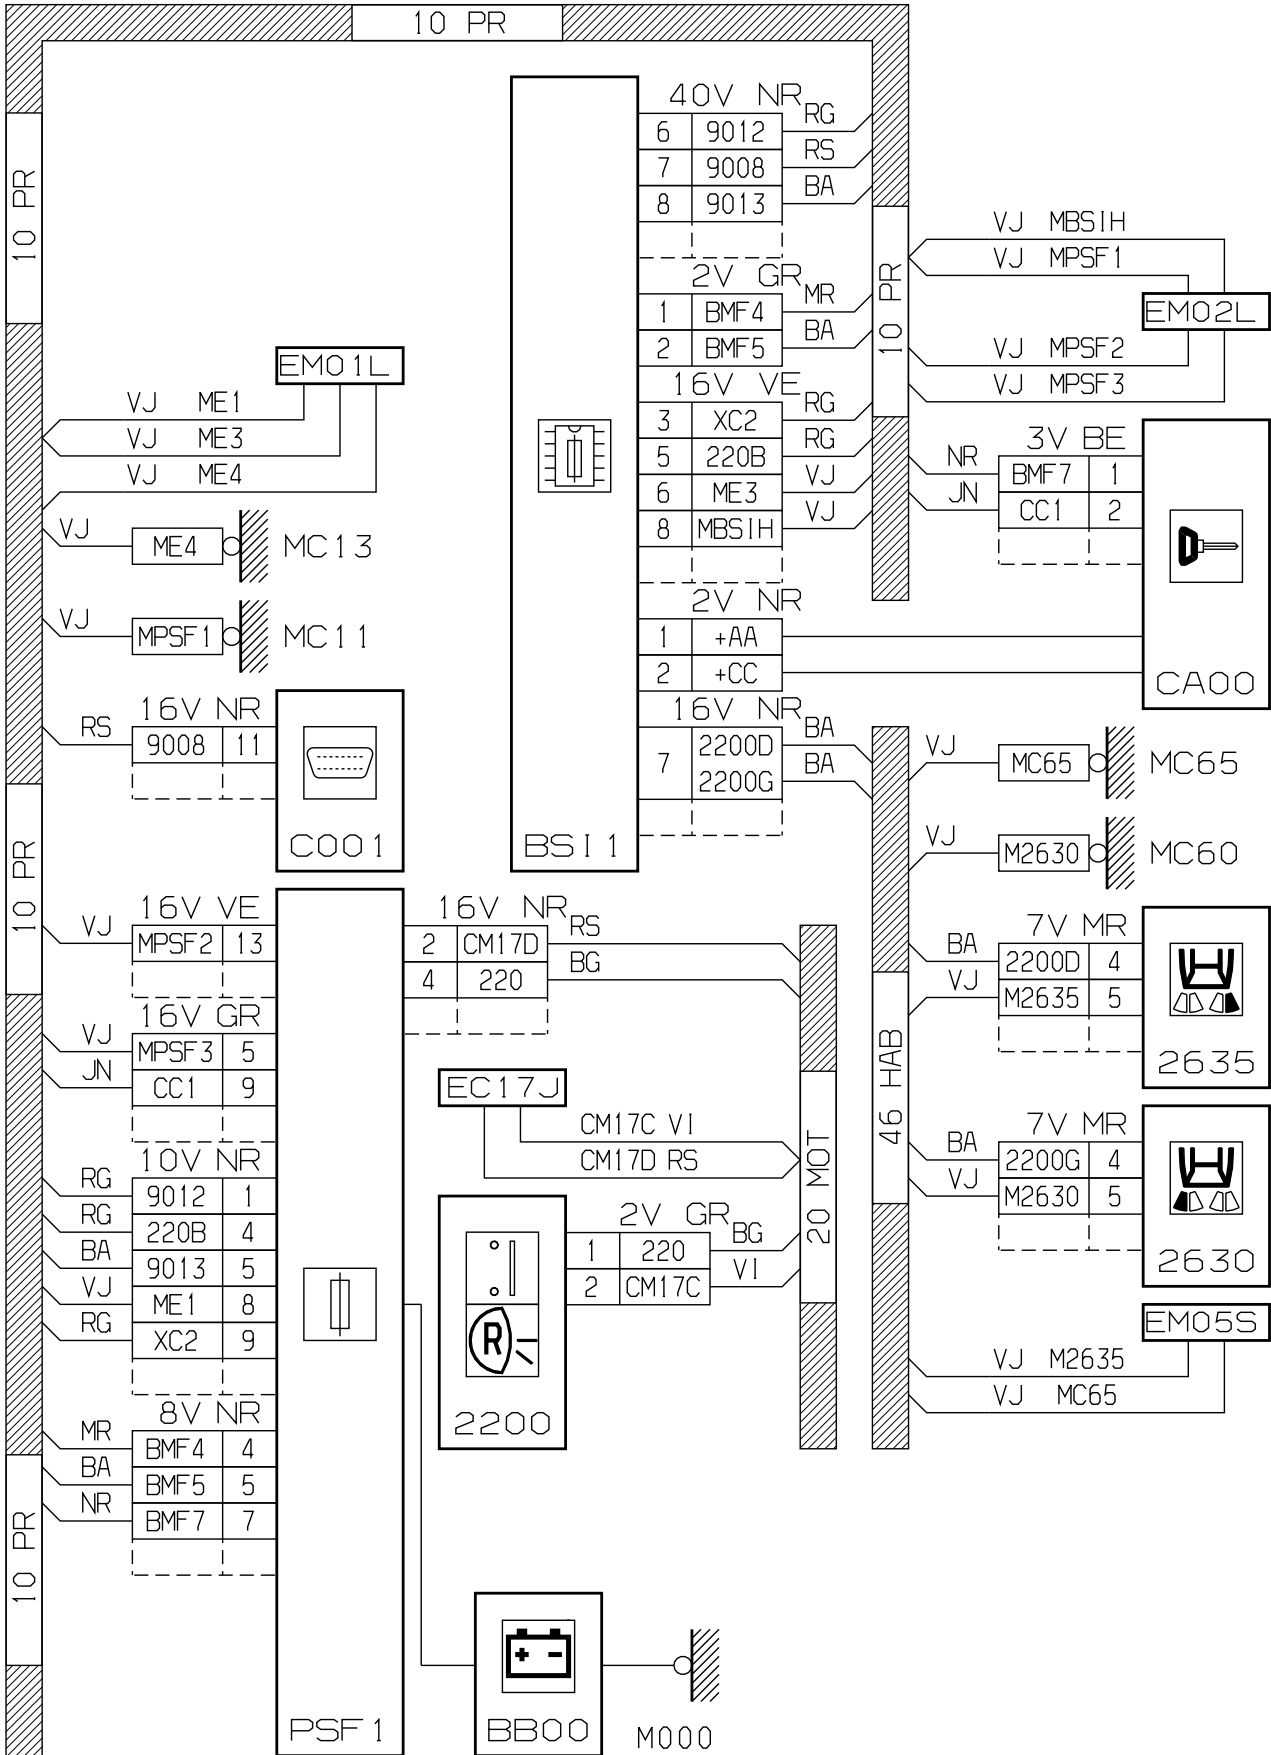 10 PR
10 PR
10 PR
10 PR
10 PR
BSI1
40V NR
6 9012 RG
7 9008 RS
8 9013 BA
2V GR
1 BMF4 MR
2 BMF5 BA
16V VE
3 XC2 RG
5 220B RG
6 ME3 VJ
8 MBSIH VJ
2V NR
1 +AA
2 +CC
16V NR
7 2200D BA
2200G BA
VJ MBSIH
VJ MPSF1
EM02L
VJ MPSF2
VJ MPSF3
3V BE
NR BMF7 1
JN CC1 2
CA00
EM01L
VJ ME1
VJ ME3
VJ ME4
VJ ME4 MC13
VJ MPSF1 MC11
16V NR
RS 9008 11
C001
VJ MC65 MC65
VJ M2630 MC60
46 HAB
7V MR
BA 2200D 4
VJ M2635 5
2635
7V MR
BA 2200G 4
VJ M2630 5
2630
EM05S
VJ M2635
VJ MC65
16V VE
VJ MPSF2 13
16V GR
VJ MPSF3 5
JN CC1 9
10V NR
RG 9012 1
RG 220B 4
BA 9013 5
VJ ME1 8
RG XC2 9
8V NR
MR BMF4 4
BA BMF5 5
NR BMF7 7
PSF1
16V NR
2 CM17D RS
4 220 BG
EC17J
CM17C VI
CM17D RS
20 MOT
2V GR
1 220 BG
2 CM17C VI
R
2200
+ -
BB00
M000